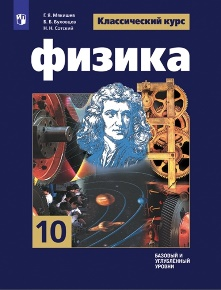 Г. Я. Мякишев
Б. Б. Буховцев
Н. Н. Сотский
Классический курс
физика
10
БАЗОВЫЙ И
УГЛУБЛЁННЫЙ
УРОВНИ